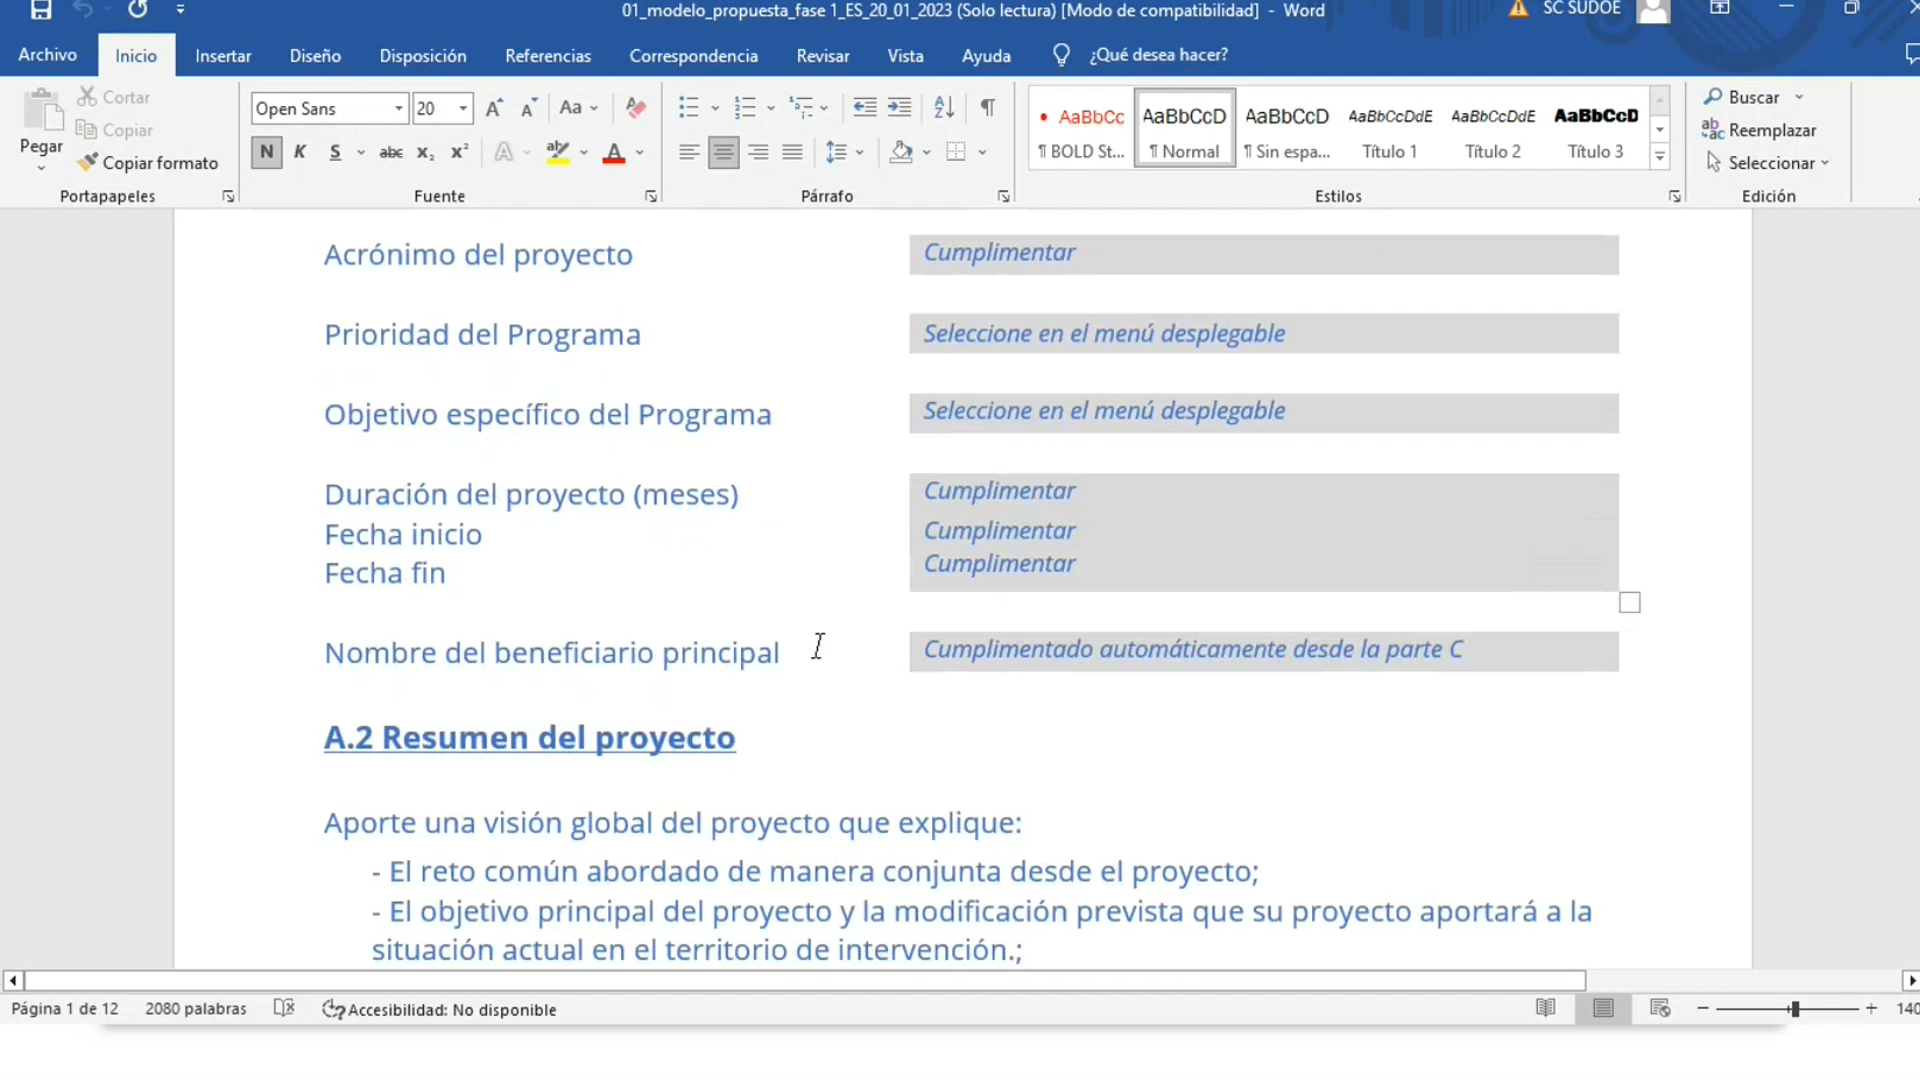 01_modelo_propuesta_fase 1_ES_20_01_2023 (Solo lectura) [Modo de compatibilidad] - Word
SC SUDOE
Archivo Inicio Insertar Diseño Disposición Referencias Correspondencia Revisar Vista Ayuda ¿Qué desea hacer?
Pegar
Cortar
Copiar
Copiar formato
Portapapeles
Open Sans 20 Aa
N K S abc x₂ x² A A
Fuente
Párrafo
AaBbCc AaBbCcD AaBbCcD AaBbCcDdE AaBbCcDdE AaBbCcD
¶ BOLD St... ¶ Normal ¶ Sin espa... Título 1 Título 2 Título 3
Estilos
Buscar
Reemplazar
Seleccionar
Edición
Acrónimo del proyecto Cumplimentar
Prioridad del Programa Seleccione en el menú desplegable
Objetivo específico del Programa Seleccione en el menú desplegable
Duración del proyecto (meses) Cumplimentar
Fecha inicio Cumplimentar
Fecha fin Cumplimentar
Nombre del beneficiario principal Cumplimentado automáticamente desde la parte C
A.2 Resumen del proyecto
Aporte una visión global del proyecto que explique:
- El reto común abordado de manera conjunta desde el proyecto;
- El objetivo principal del proyecto y la modificación prevista que su proyecto aportará a la
situación actual en el territorio de intervención.;
Página 1 de 12 2080 palabras Accesibilidad: No disponible 140